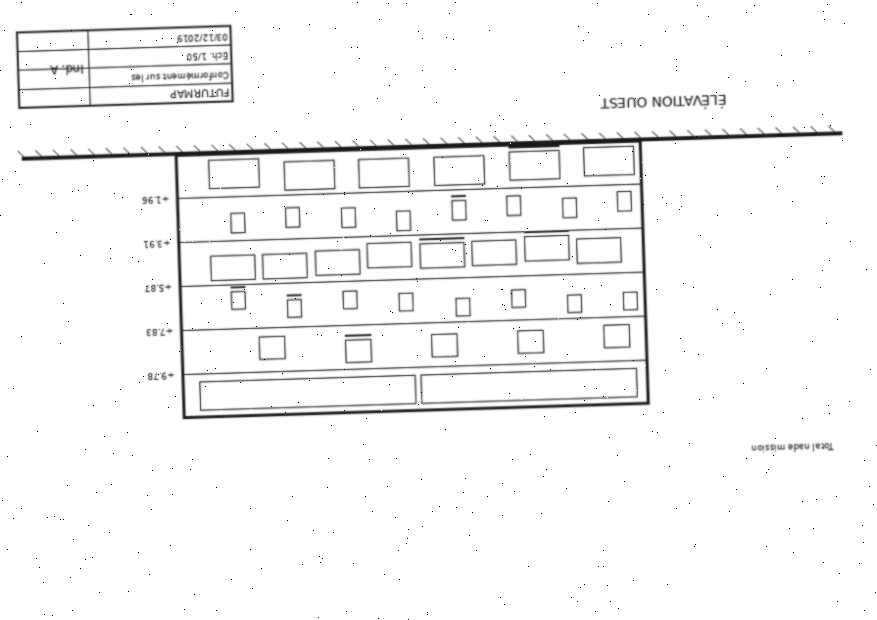 Total nade mission
+9.78
+7.83
+5.87
+3.91
+1.96
ÉLÉVATION OUEST
FUTURMAP
Conformément sur les
Ind. A
Ech. 1/50
03/12/2019